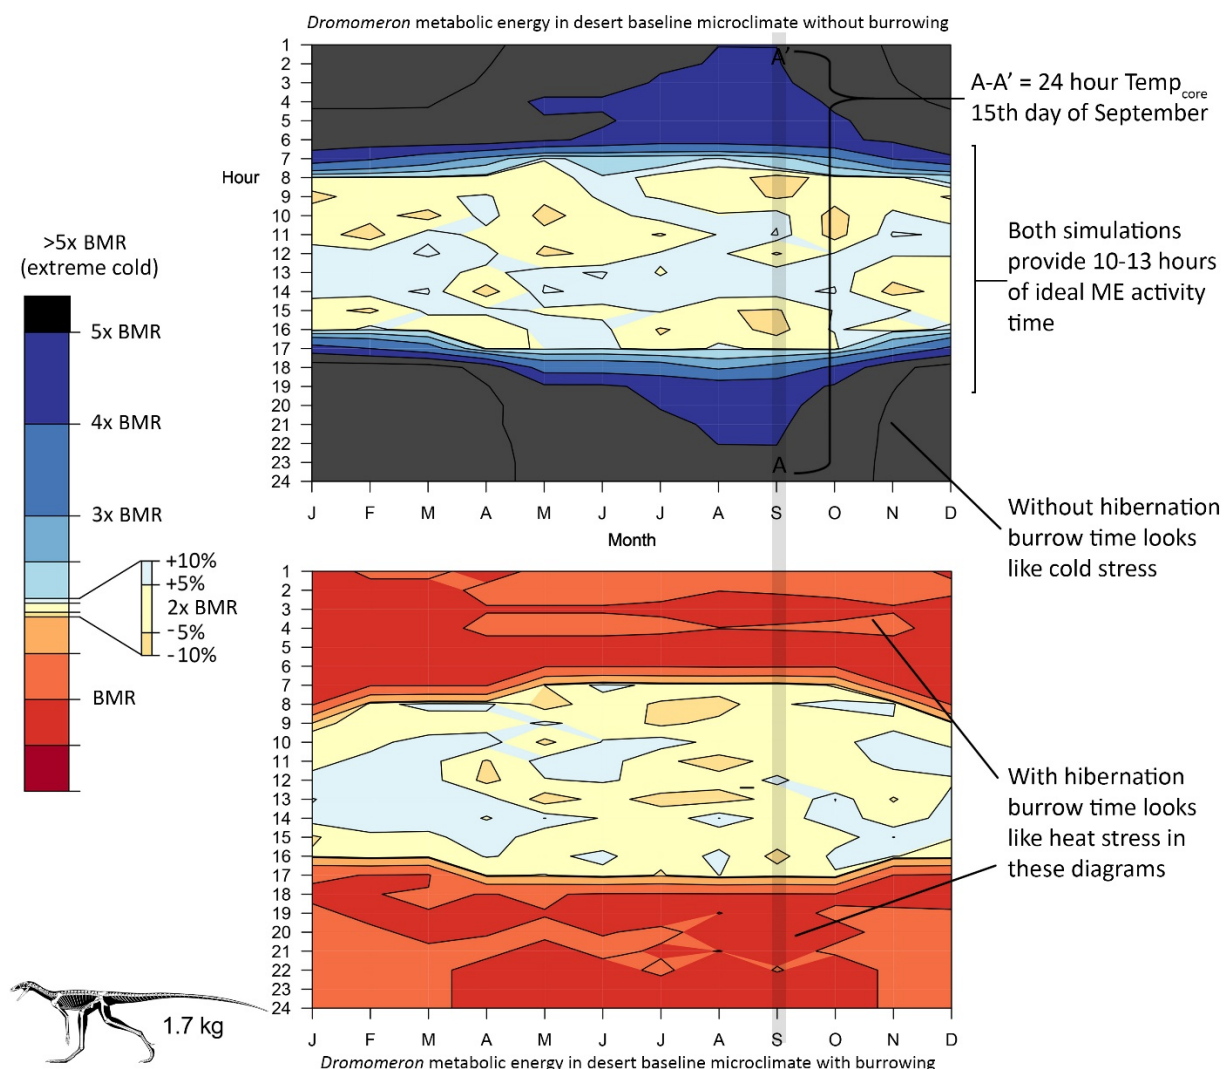 Dromomeron metabolic energy in desert baseline microclimate without burrowing
1
2
3
4
5
6
7
8
9
10
11
12
13
14
15
16
17
18
19
20
21
22
23
24
Hour
A'
A
J F M A M J J A S O N D
Month
A-A' = 24 hour Temp core
15th day of September
Both simulations
provide 10-13 hours
of ideal ME activity
time
Without hibernation
burrow time looks
like cold stress
>5x BMR
(extreme cold)
5x BMR
4x BMR
3x BMR
+10%
+5%
2x BMR
-5%
-10%
BMR
1
2
3
4
5
6
7
8
9
10
11
12
13
14
15
16
17
18
19
20
21
22
23
24
J F M A M J J A S O N D
With hibernation
burrow time looks
like heat stress in
these diagrams
1.7 kg
Dromomeron metabolic energy in desert baseline microclimate with burrowing